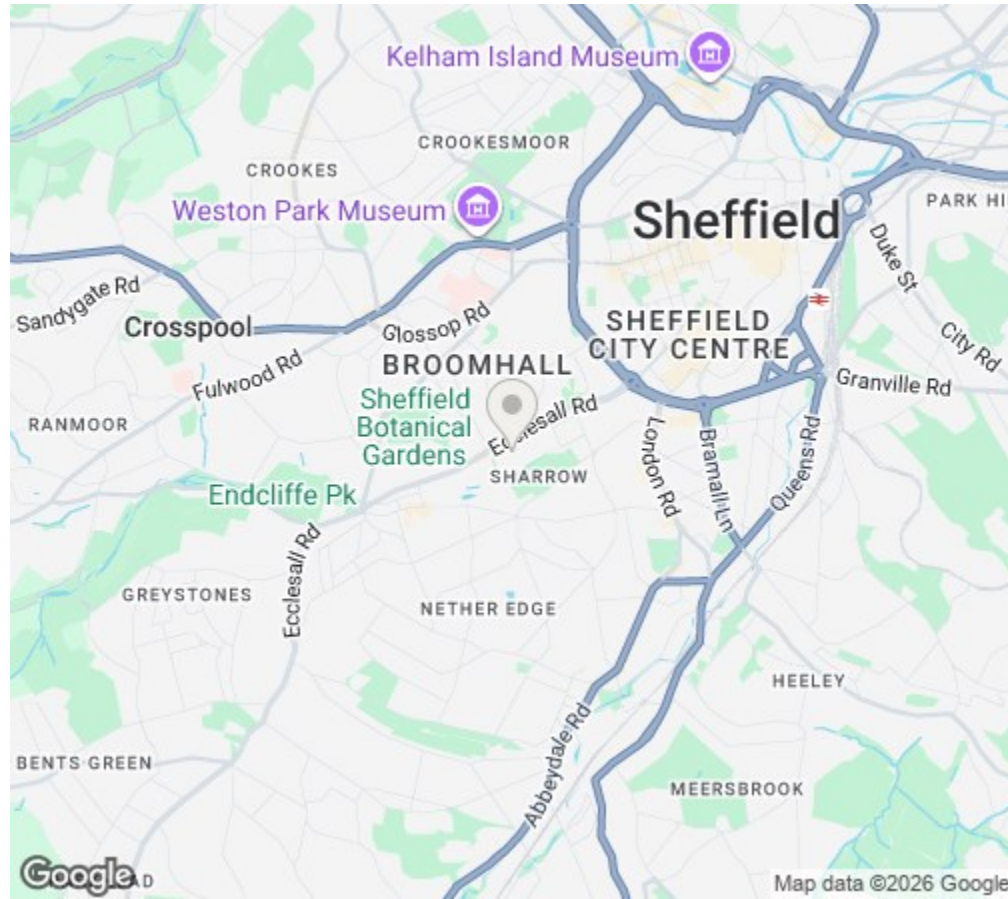 Kelham Island Museum
CROOKESMOOR
CROOKES
Weston Park Museum
PARK HI
Sheffield
Duke St
Sandygate Rd
Crosspool
Glossop Rd
SHEFFIELD
CITY CENTRE
City Rd
Fulwood Rd
BROOMHALL
Granville Rd
Sheffield
Botanical
Gardens
RANMOOR
Ecclesall Rd
London Rd
Bramall Ln
Queens Rd
SHARROW
Endcliffe Pk
Ecclesall Rd
GREYSTONES
NETHER EDGE
HEELEY
Abbeydale Rd
BENTS GREEN
MEERSBROOK
Google
Map data ©2026 Google